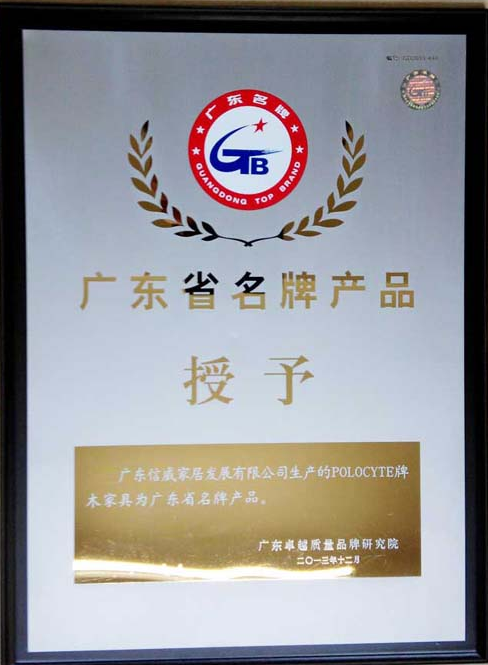 广东名牌
GTB
GUANGDONG TOP BRAND
广东省名牌产品
授予
广东信威家居发展有限公司生产的POLOCYTE牌
木家具为广东省名牌产品。
广东卓越质量品牌研究院
二〇一三年十二月